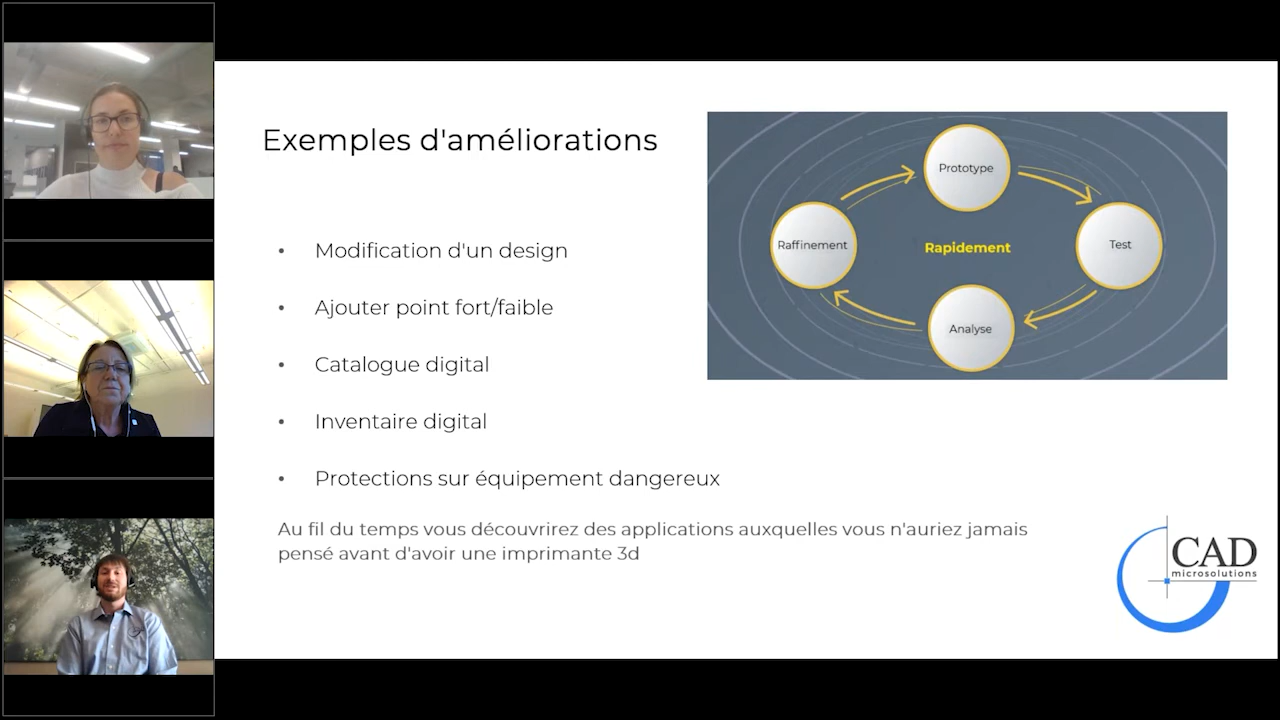 Exemples d'améliorations
• Modification d'un design
• Ajouter point fort/faible
• Catalogue digital
• Inventaire digital
• Protections sur équipement dangereux
Au fil du temps vous découvrirez des applications auxquelles vous n'auriez jamais
pensé avant d'avoir une imprimante 3d
Prototype
Raffinement
Rapidement
Test
Analyse
CAD
microsolutions